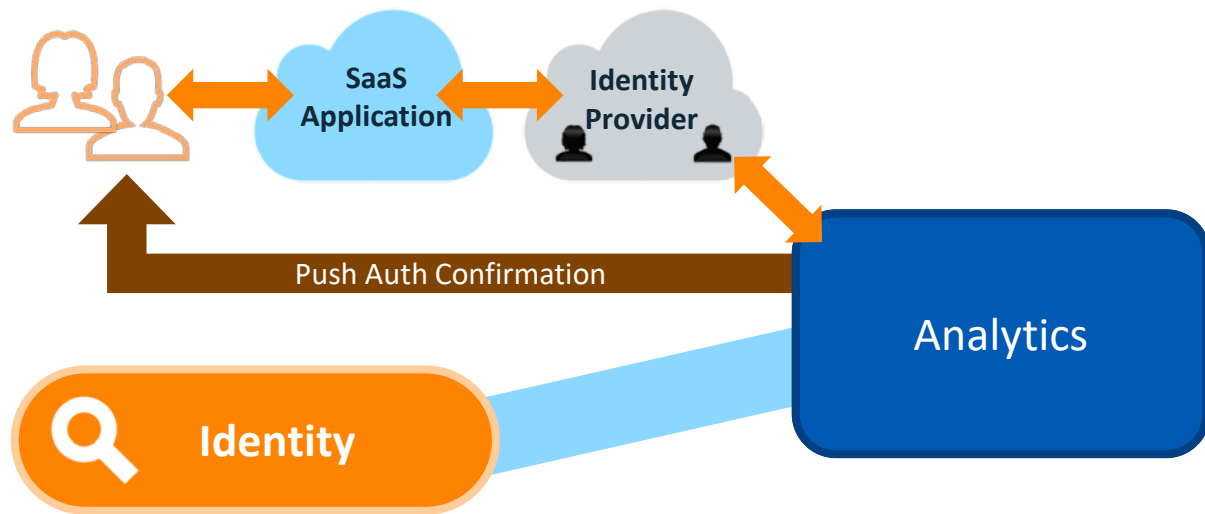 SaaS
Application
Identity
Provider
Push Auth Confirmation
Analytics
Identity